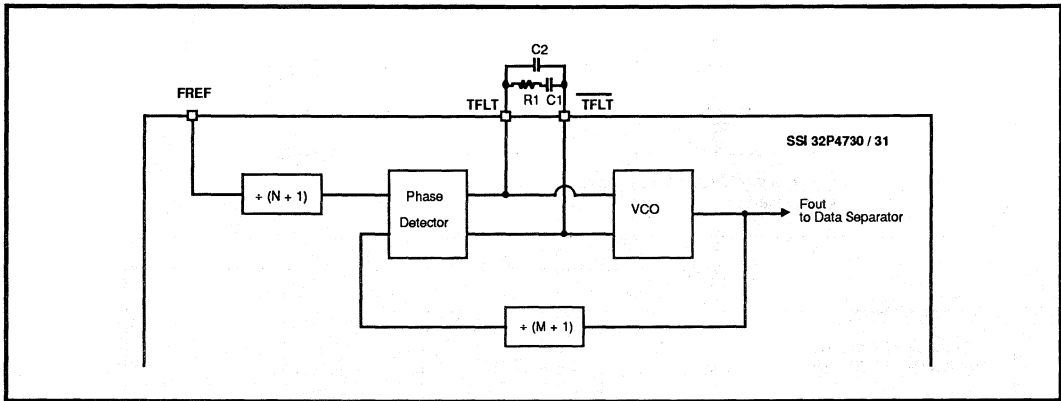 C2
FREF
TFLT
R1 C1
TFLT
SSI 32P4730 / 31
÷ (N + 1)
Phase
Detector
VCO
Fout
to Data Separator
÷ (M + 1)